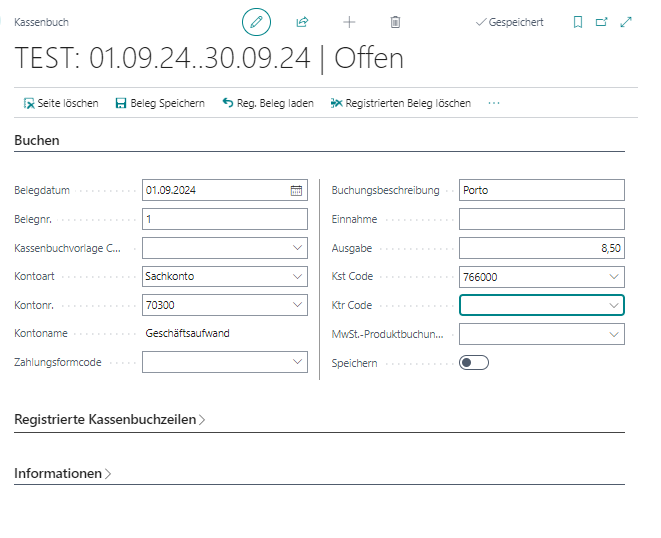 Kassenbuch
Gespeichert
TEST: 01.09.24..30.09.24 | Offen
Seite löschen Beleg Speichern Reg. Beleg laden Registrierten Beleg löschen ...
Buchen
Belegdatum 01.09.2024
Belegnr. 1
Kassenbuchvorlage C...
Kontoart Sachkonto
Kontonr. 70300
Kontoname Geschäftsaufwand
Zahlungsformcode
Buchungsbeschreibung Porto
Einnahme
Ausgabe 8,50
Kst Code 766000
Ktr Code
MwSt.-Produktbuchun...
Speichern
Registrierte Kassenbuchzeilen
Informationen